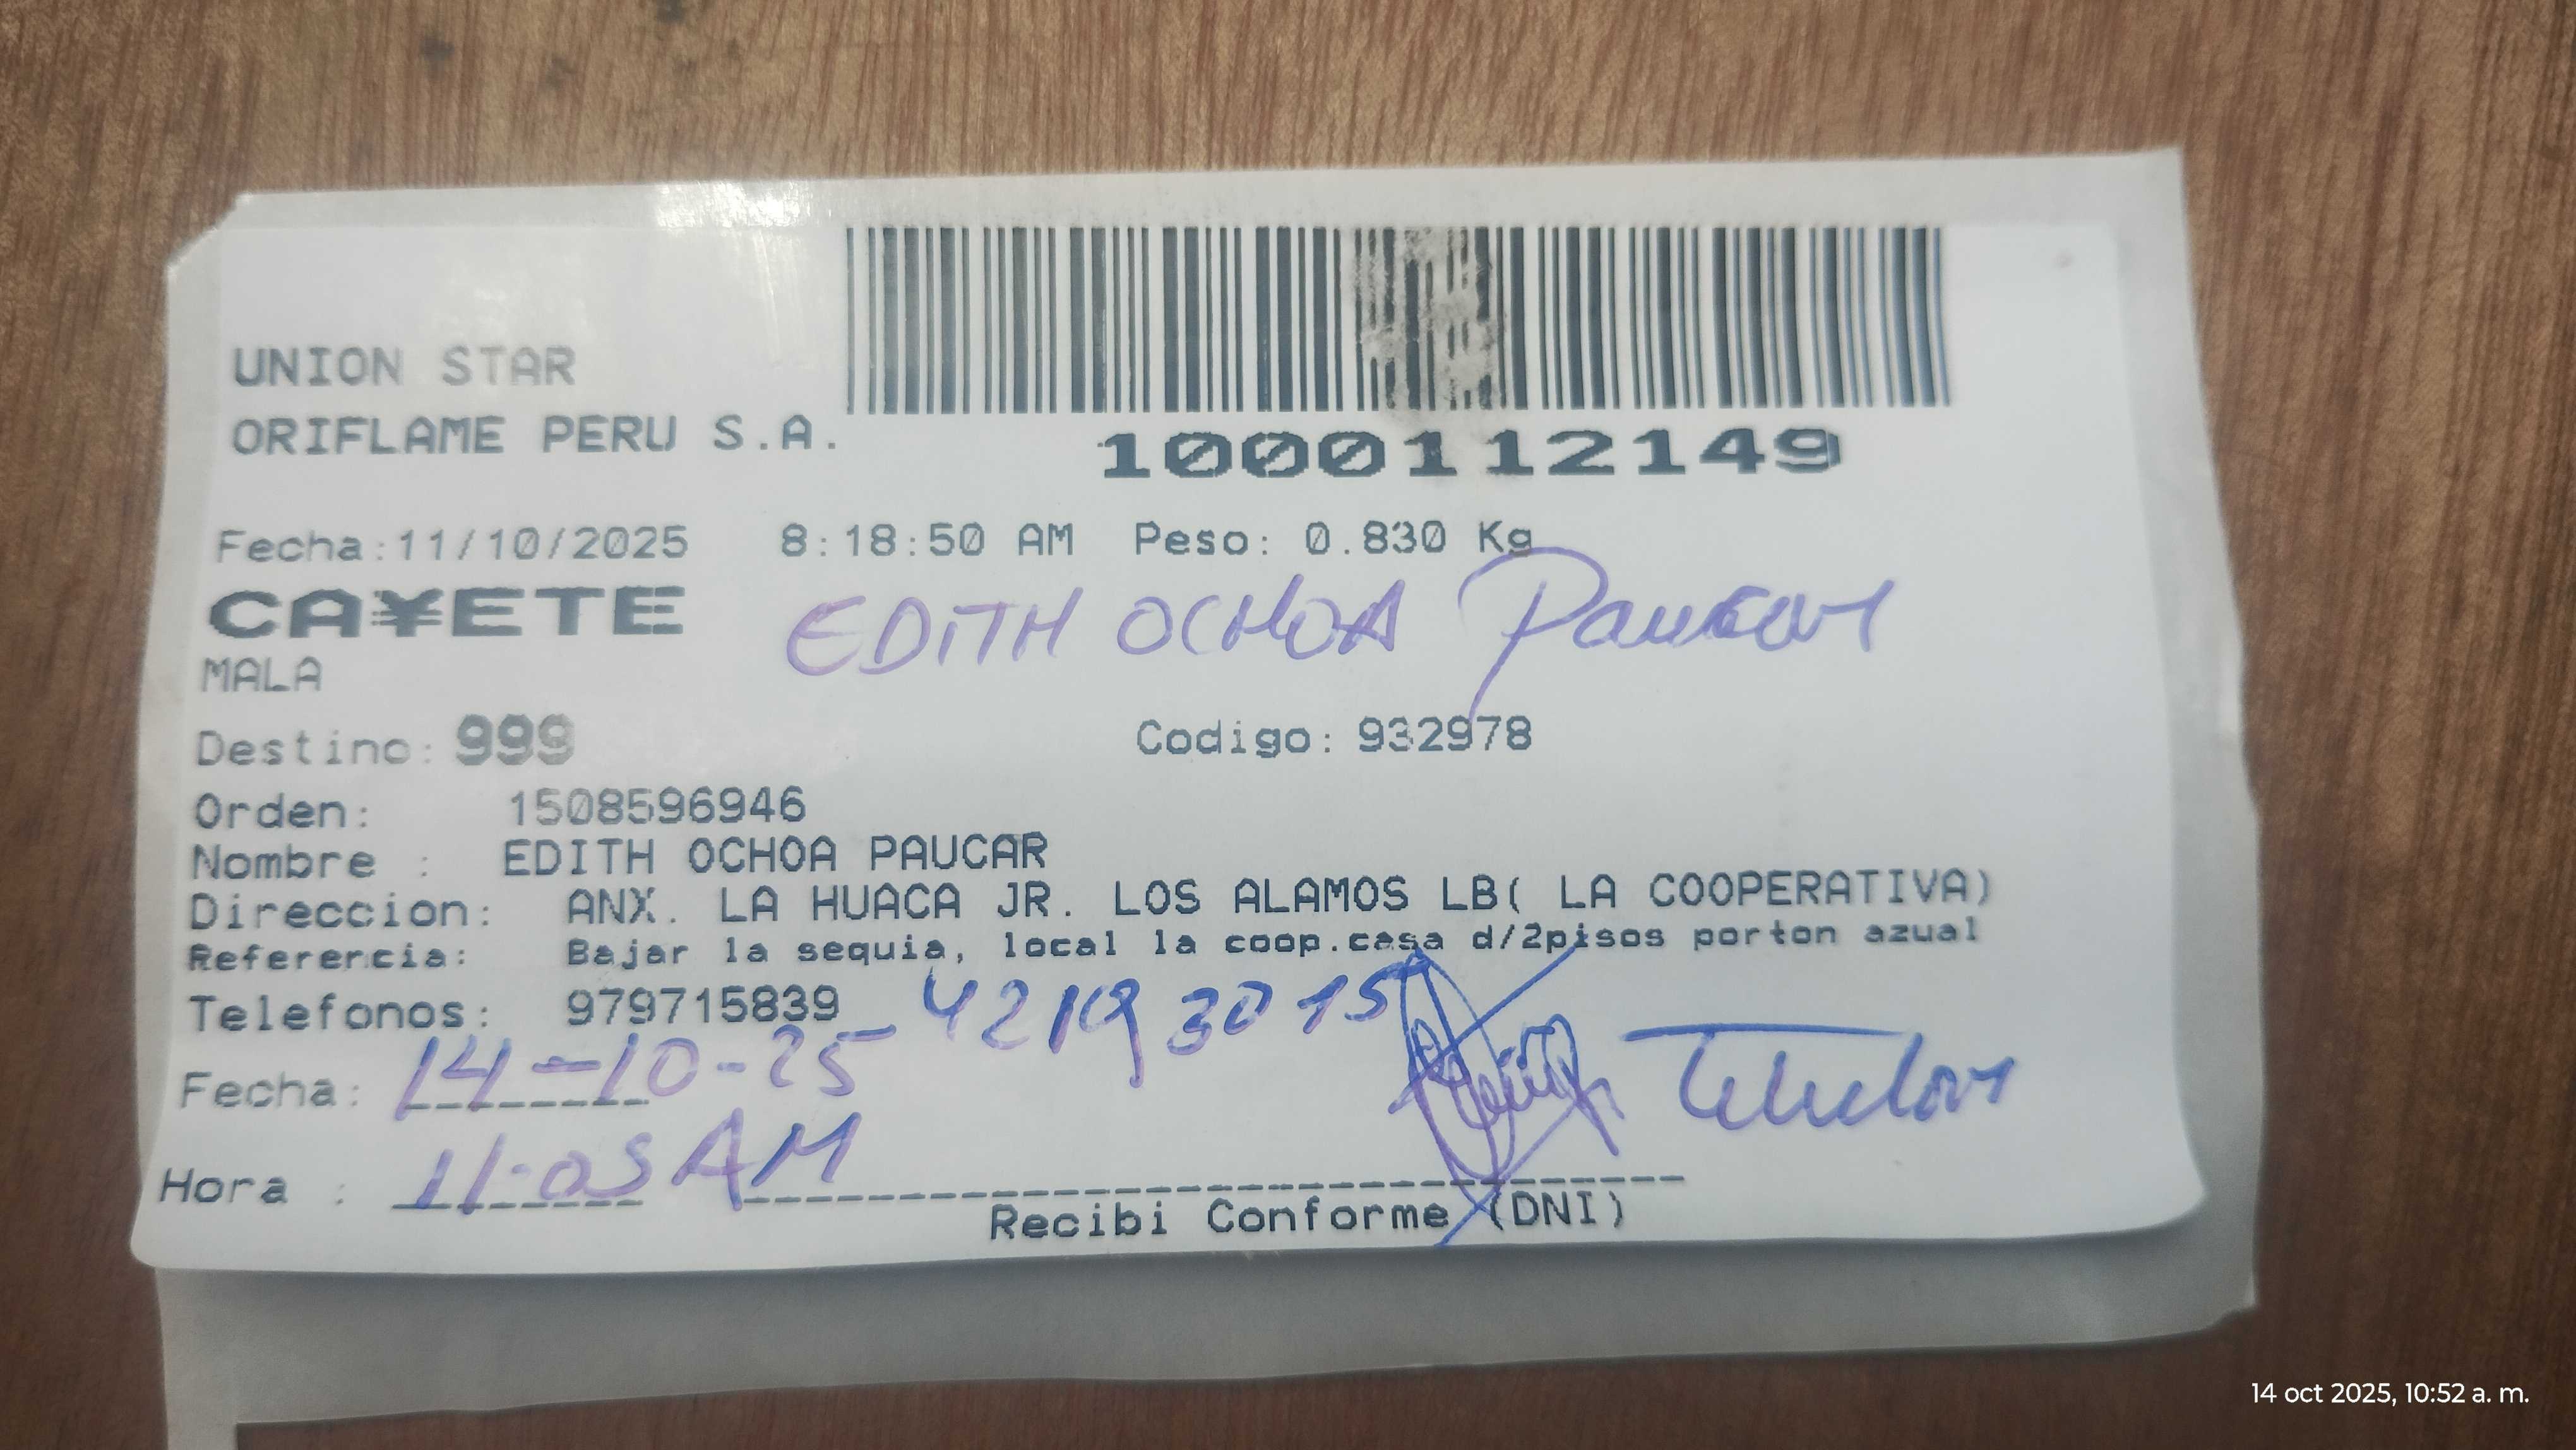 UNION STAR
ORIFLAME PERU S.A.
1000112149
Fecha:11/10/2025 8:18:50 AM Peso: 0.830 Kg
CA¥ETE
EDITH OCHOA Paucar
MALA
Destino: 999 Codigo: 932978
Orden: 1508596946
Nombre : EDITH OCHOA PAUCAR
Direccion: ANX. LA HUACA JR. LOS ALAMOS LB( LA COOPERATIVA)
Referencia: Bajar la sequia, local la coop.casa d/2pisos porton azual
Telefonos: 979715839 42193015
Fecha: 14-10-25 Titular
Hora : 11:03 AM
Recibi Conforme (DNI)
14 oct 2025, 10:52 a. m.